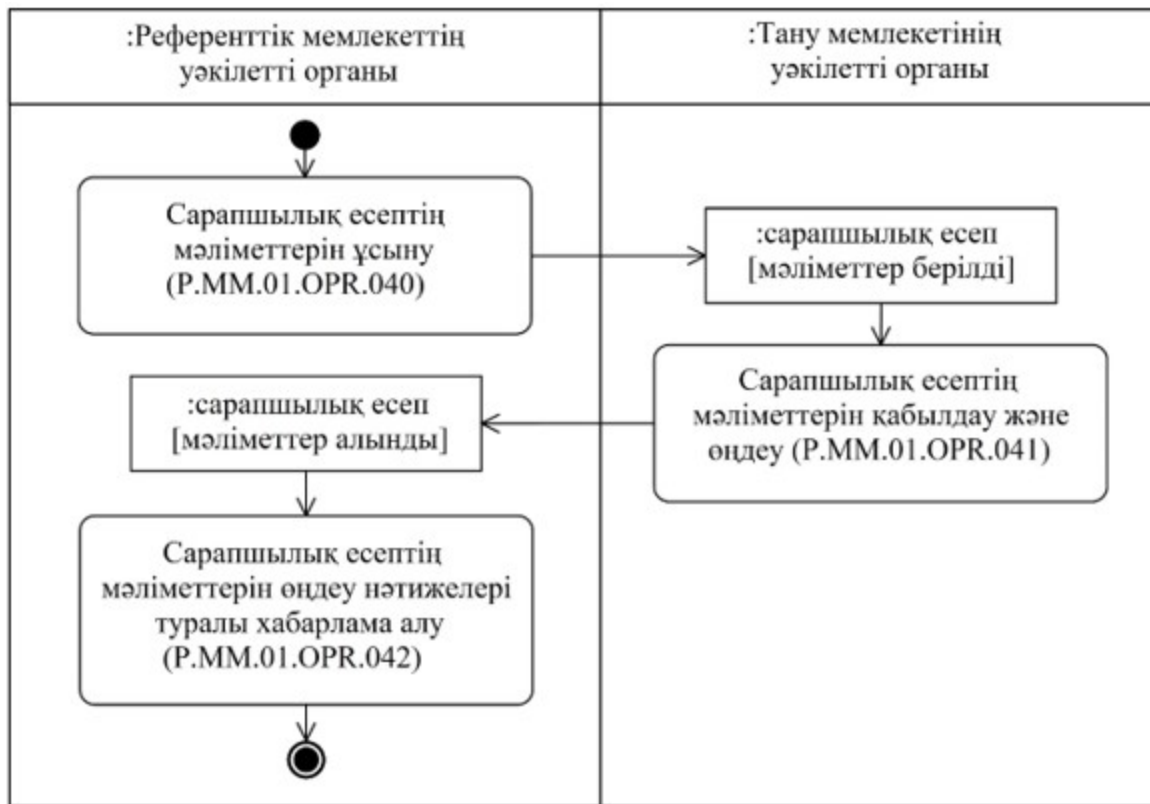 :Референттік мемлекеттің
уәкілетті органы
:Тану мемлекетінің
уәкілетті органы
Сарапшылық есептің
мәліметтерін ұсыну
(P.MM.01.OPR.040)
:сарапшылық есеп
[мәліметтер берілді]
Сарапшылық есептің
мәліметтерін қабылдау және
өңдеу (P.MM.01.OPR.041)
:сарапшылық есеп
[мәліметтер алынды]
Сарапшылық есептің
мәліметтерін өңдеу нәтижелері
туралы хабарлама алу
(P.MM.01.OPR.042)